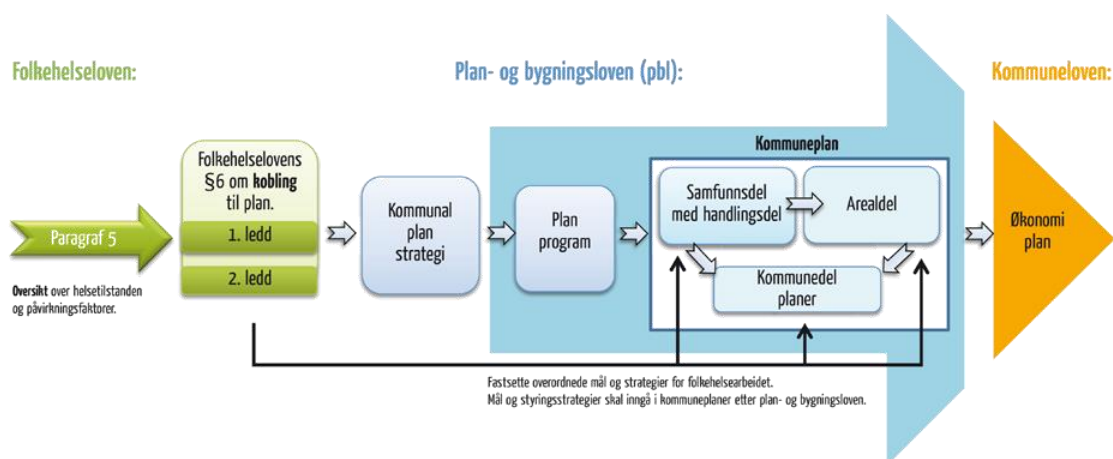 Folkehelseloven:
Plan- og bygningsloven (pbl):
Kommuneloven:
Paragraf 5
Oversikt over helsetilstanden
og påvirkningsfaktorer.
Folkehelselovens
§6 om kobling
til plan.
1. ledd
2. ledd
Kommunal
plan
strategi
Plan
program
Kommuneplan
Samfunnsdel
med handlingsdel
Arealdel
Kommunedel
planer
Økonomi
plan
Fastsette overordnede mål og strategier for folkehelsearbeidet.
Mål og styringsstrategier skal inngå i kommuneplaner etter plan- og bygningsloven.